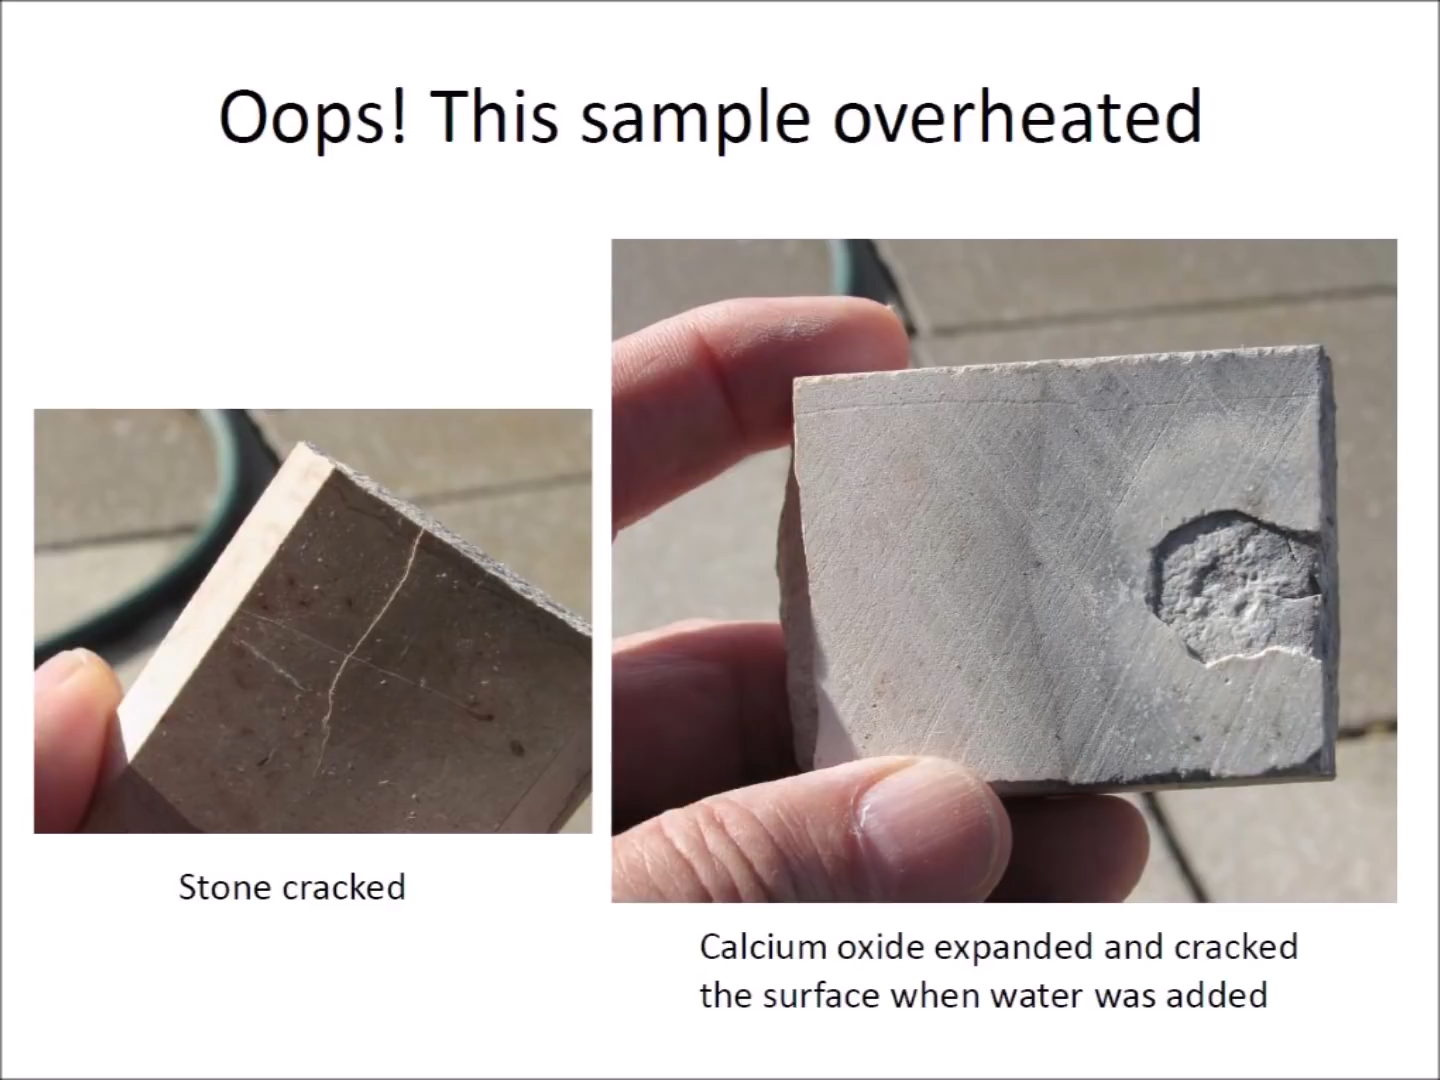 Oops! This sample overheated
Stone cracked
Calcium oxide expanded and cracked
the surface when water was added